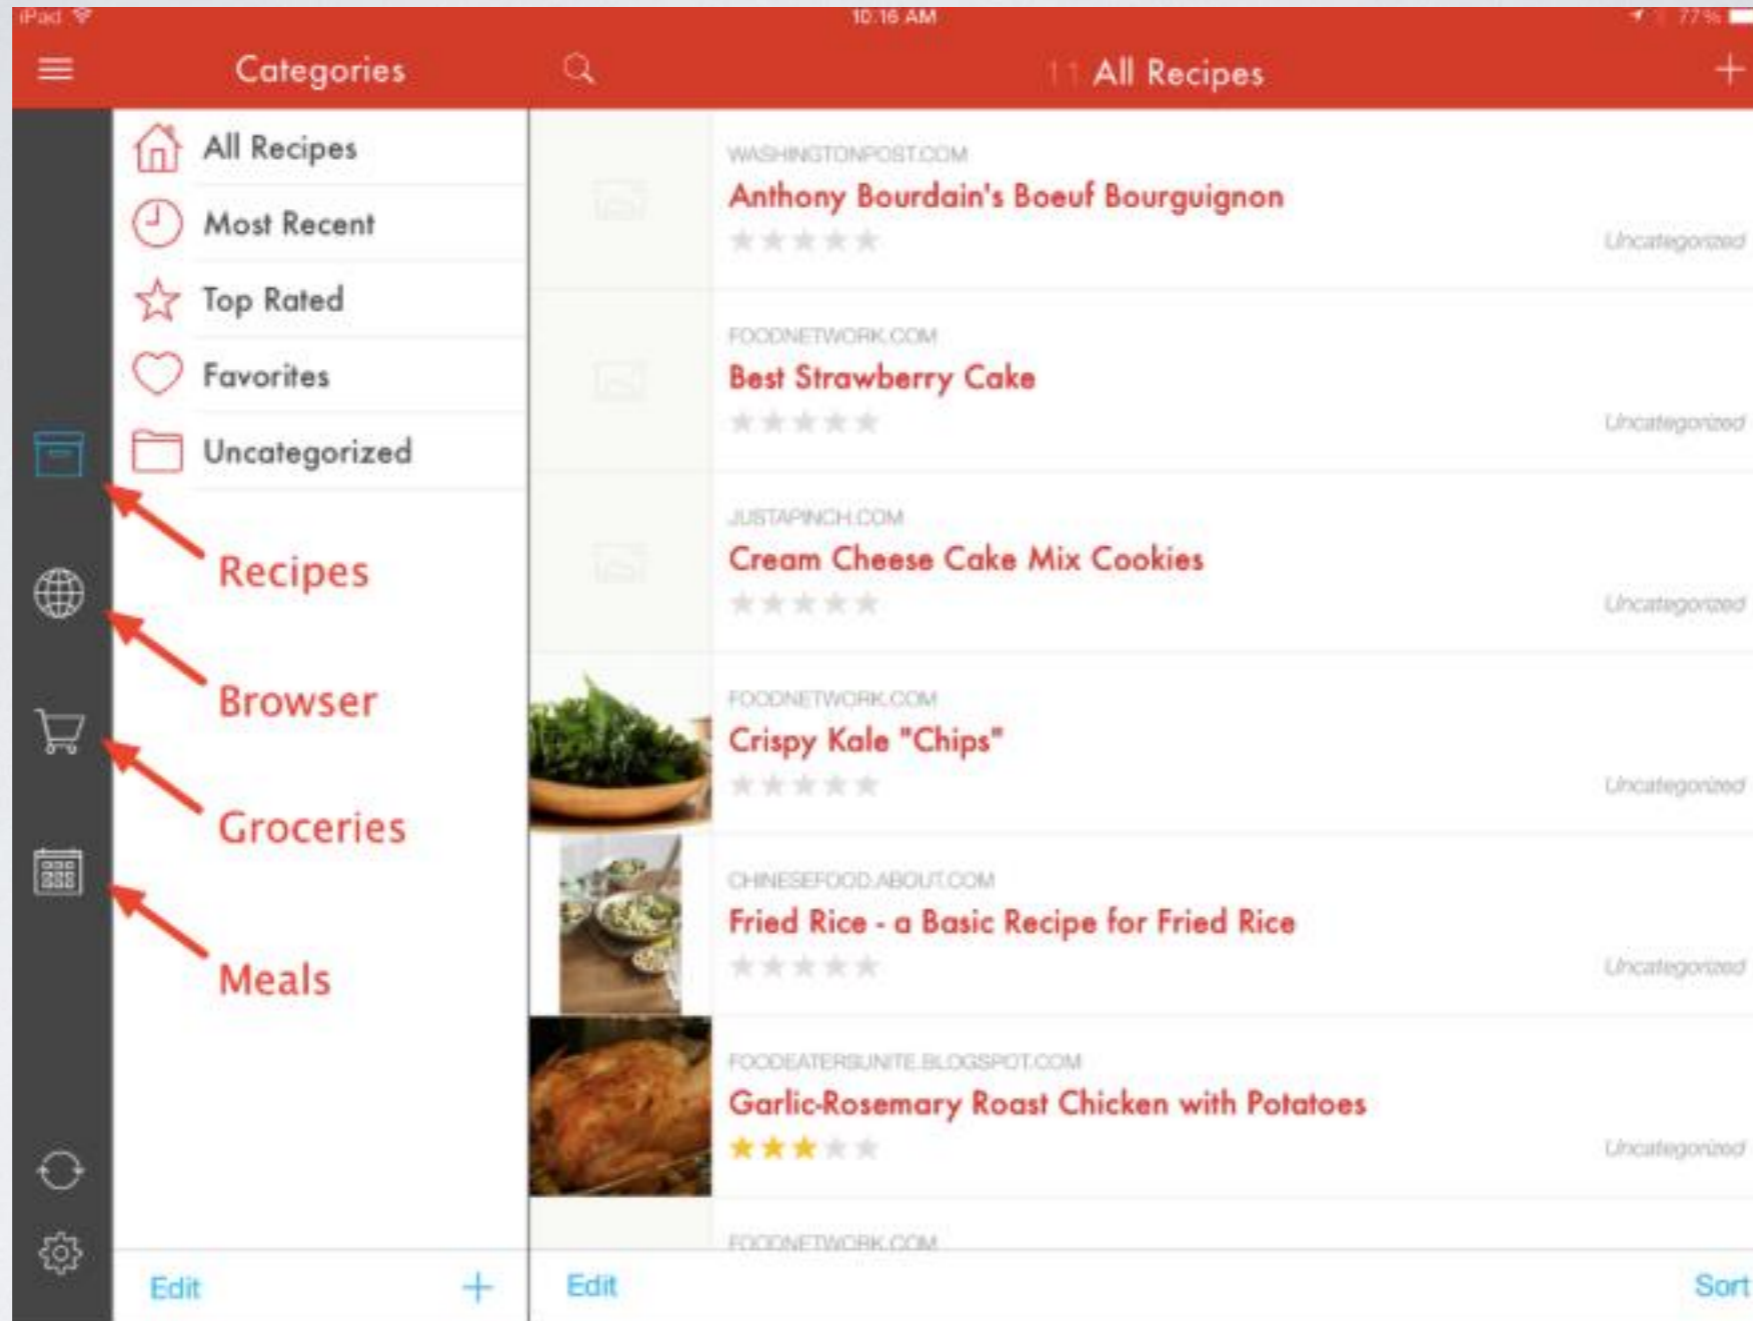 iPad 10:16 AM 77%
Categories
11 All Recipes
All Recipes
Most Recent
Top Rated
Favorites
Uncategorized
Recipes
Browser
Groceries
Meals
Edit
WASHINGTONPOST.COM
Anthony Bourdain's Boeuf Bourguignon
Uncategorized
FOODNETWORK.COM
Best Strawberry Cake
Uncategorized
JUSTAPINCH.COM
Cream Cheese Cake Mix Cookies
Uncategorized
FOODNETWORK.COM
Crispy Kale "Chips"
Uncategorized
CHINESEFOOD.ABOUT.COM
Fried Rice - a Basic Recipe for Fried Rice
Uncategorized
FOODEATERSUNITE.BLOGSPOT.COM
Garlic-Rosemary Roast Chicken with Potatoes
Uncategorized
FOODNETWORK.COM
Edit
Sort